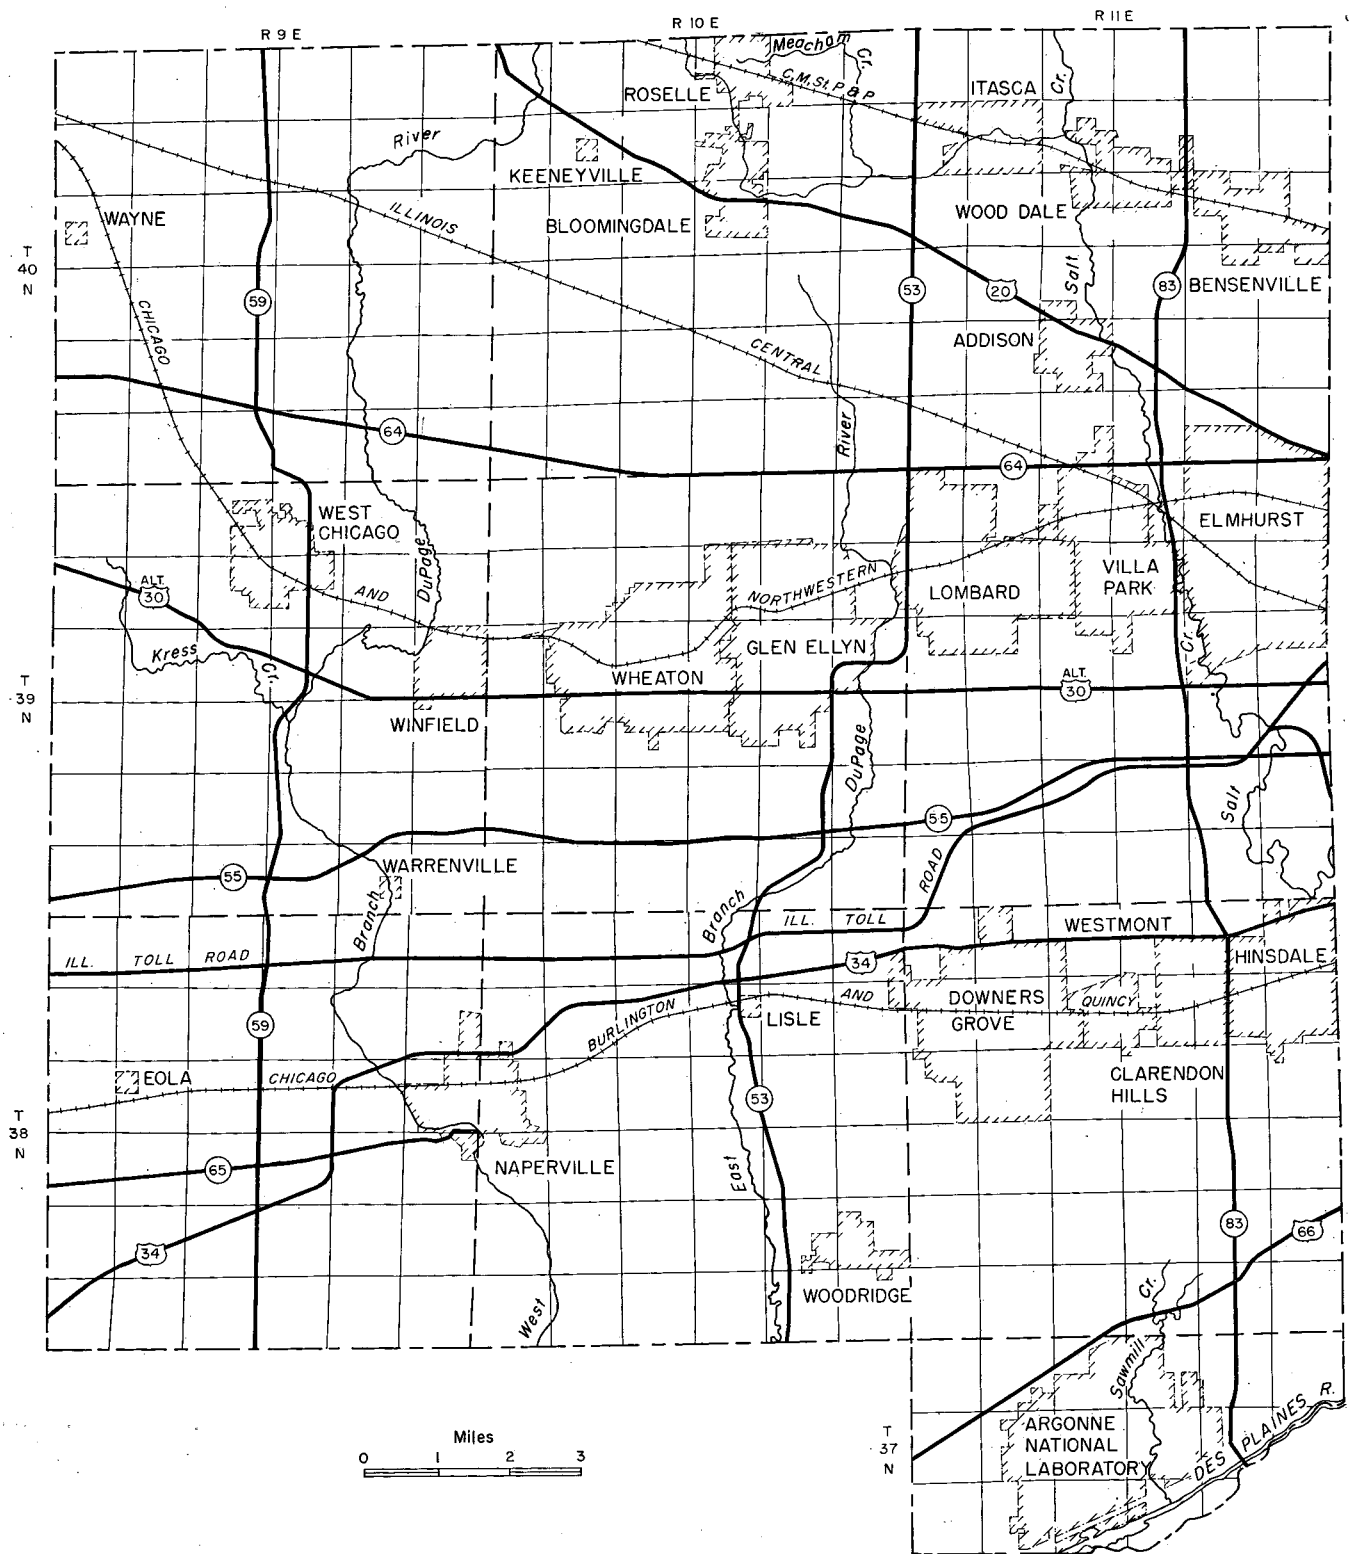 R 9 E
R 10 E
R 11 E
Meacham
Cr.
C, M, St. P & P
ROSELLE
ITASCA
Cr.
River
KEENEYVILLE
WAYNE
ILLINOIS
BLOOMINGDALE
WOOD DALE
T
40
N
Salt
59
53
20
83
BENSENVILLE
CHICAGO
CENTRAL
ADDISON
64
River
64
WEST
CHICAGO
ELMHURST
DuPage
ALT.
30
AND
NORTHWESTERN
LOMBARD
VILLA
PARK
Kress
Cr.
GLEN ELLYN
Cr.
T
39
N
WHEATON
ALT.
30
WINFIELD
DuPage
Salt
55
ROAD
WARRENVILLE
55
Branch
Branch
ILL. TOLL
WESTMONT
ILL. TOLL ROAD
34
HINSDALE
AND
DOWNERS
GROVE
QUINCY
59
BURLINGTON
LISLE
EOLA
CHICAGO
CLARENDON
HILLS
53
T
38
N
65
NAPERVILLE
East
34
83
66
WOODRIDGE
Cr.
West
Sawmill
Miles
0 1 2 3
T
37
N
ARGONNE
NATIONAL
LABORATORY
DES PLAINES R.